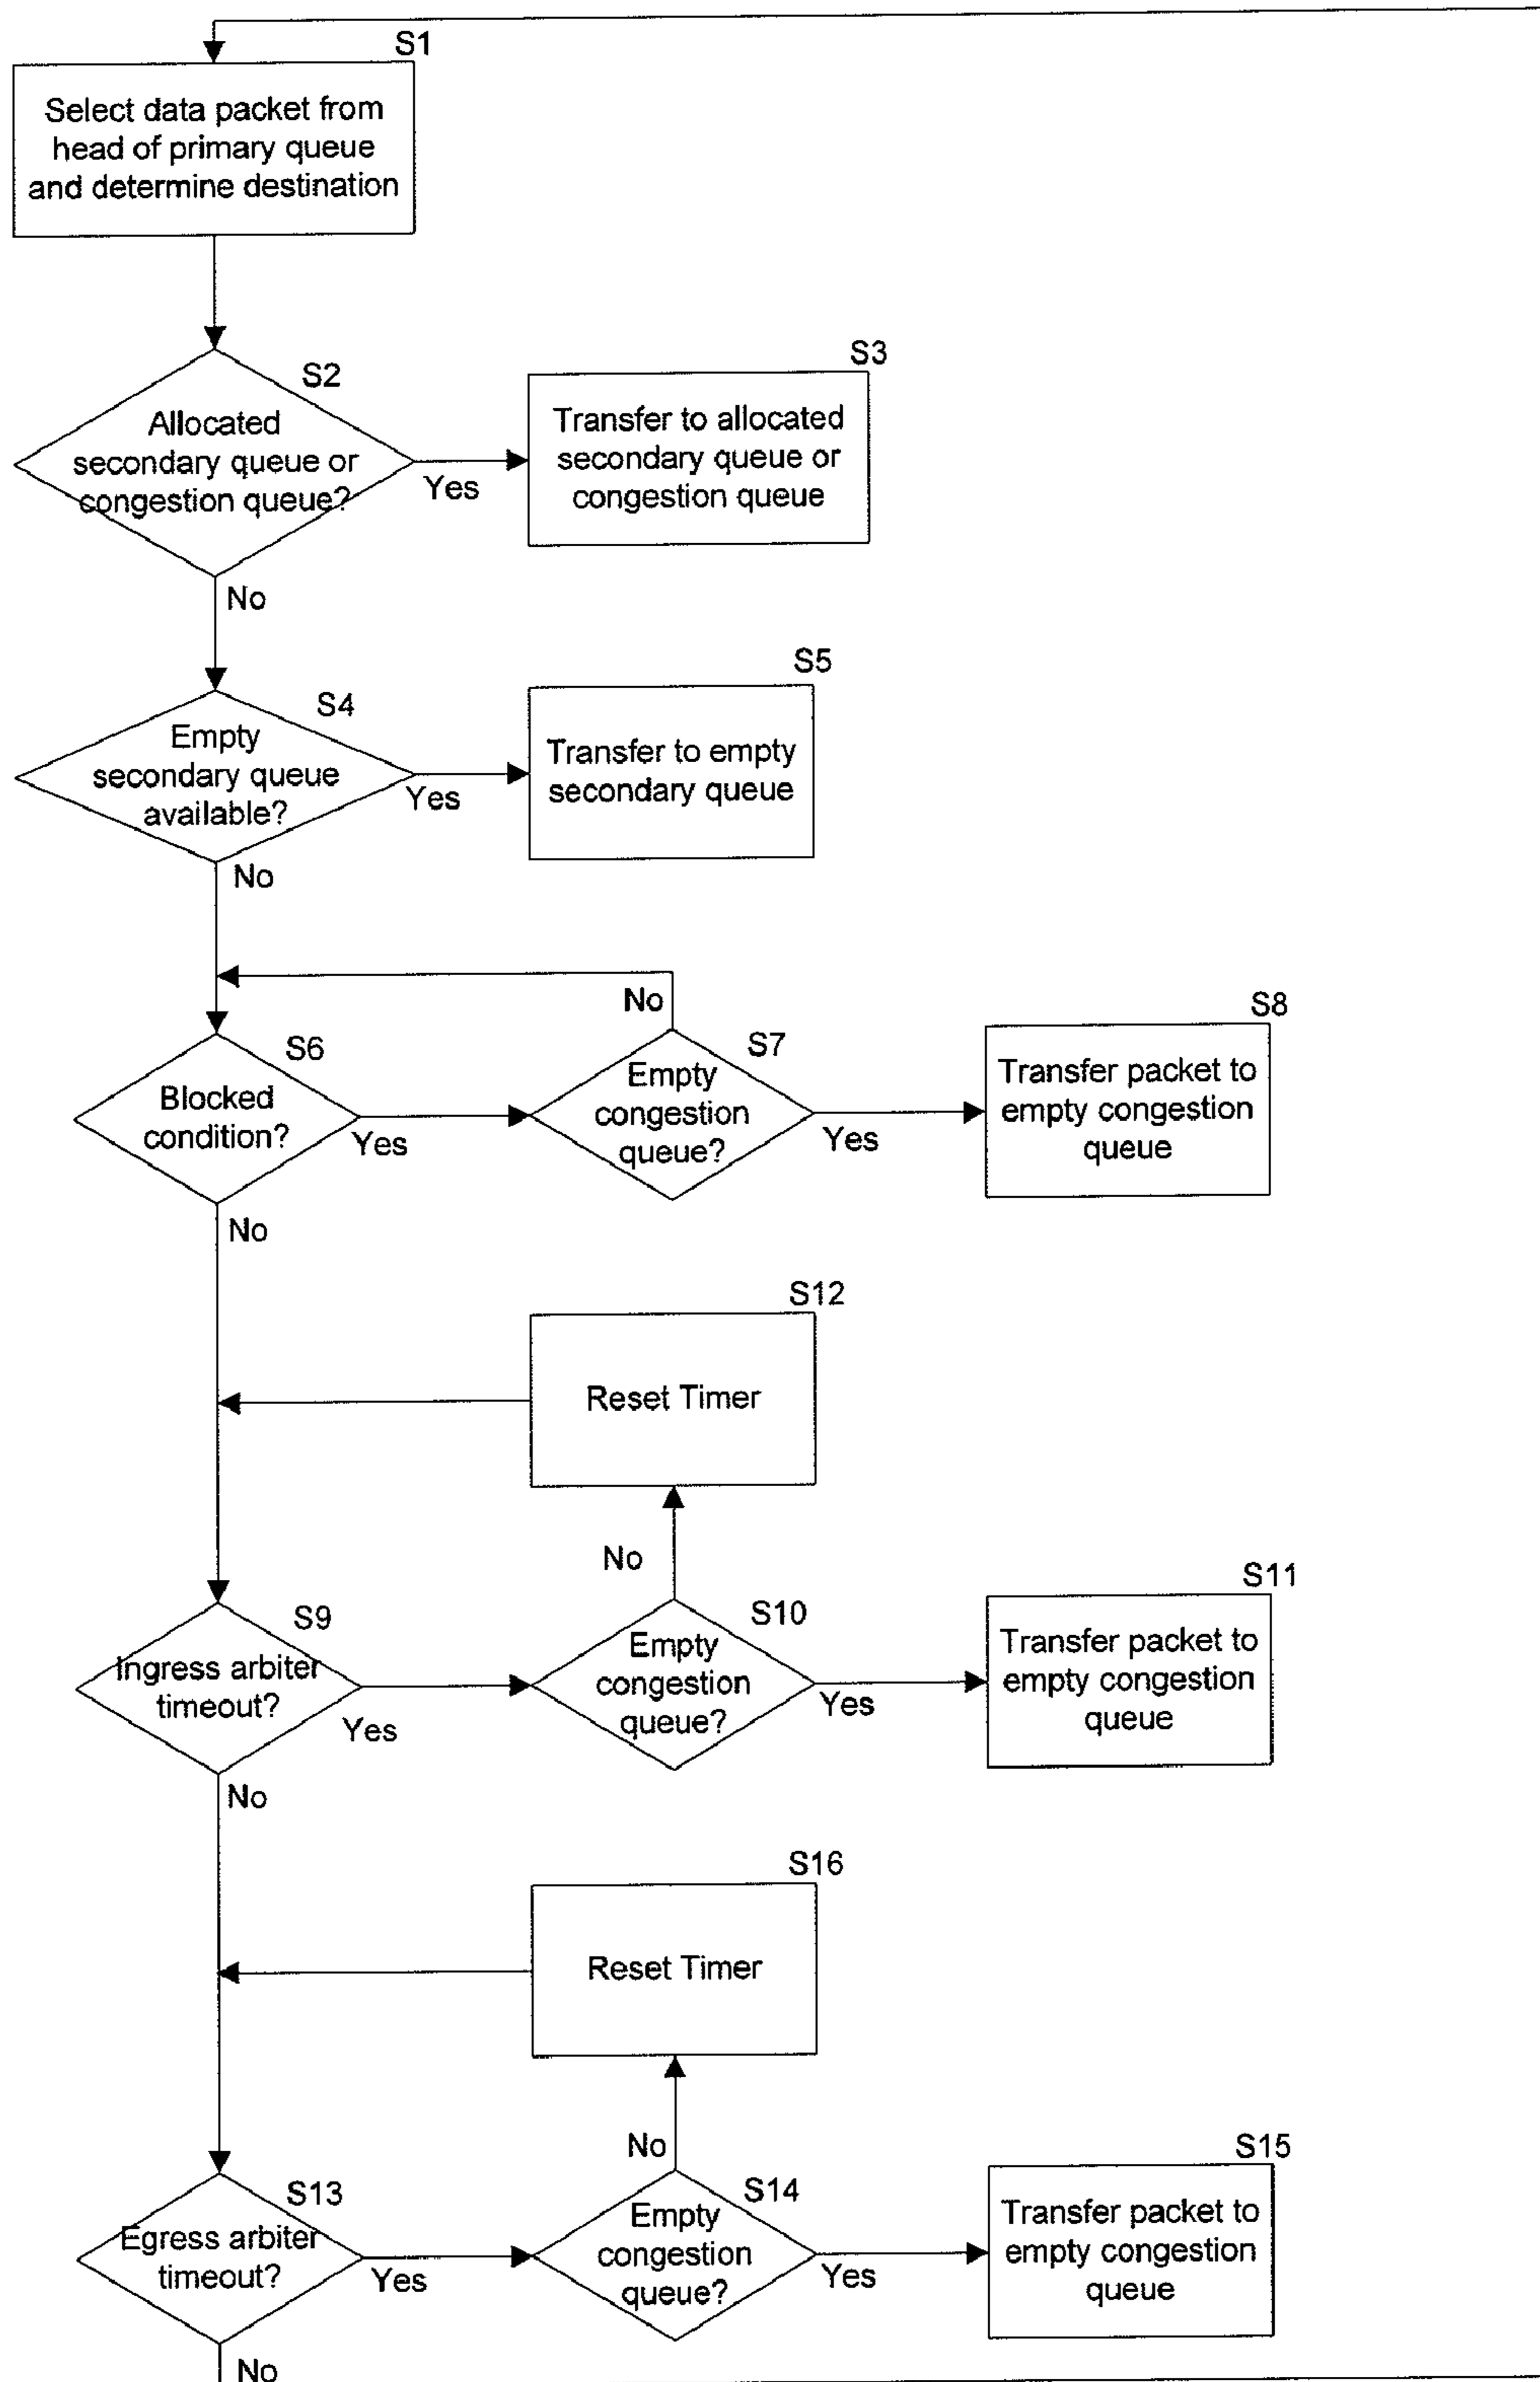 S1
Select data packet from
head of primary queue
and determine destination
S2
Allocated
secondary queue or
congestion queue?
Yes
No
S3
Transfer to allocated
secondary queue or
congestion queue
S4
Empty
secondary queue
available?
Yes
No
S5
Transfer to empty
secondary queue
S6
Blocked
condition?
Yes
No
S7
Empty
congestion
queue?
No
Yes
S8
Transfer packet to
empty congestion
queue
S12
Reset Timer
S9
Ingress arbiter
timeout?
Yes
No
S10
Empty
congestion
queue?
No
Yes
S11
Transfer packet to
empty congestion
queue
S16
Reset Timer
S13
Egress arbiter
timeout?
Yes
No
S14
Empty
congestion
queue?
No
Yes
S15
Transfer packet to
empty congestion
queue